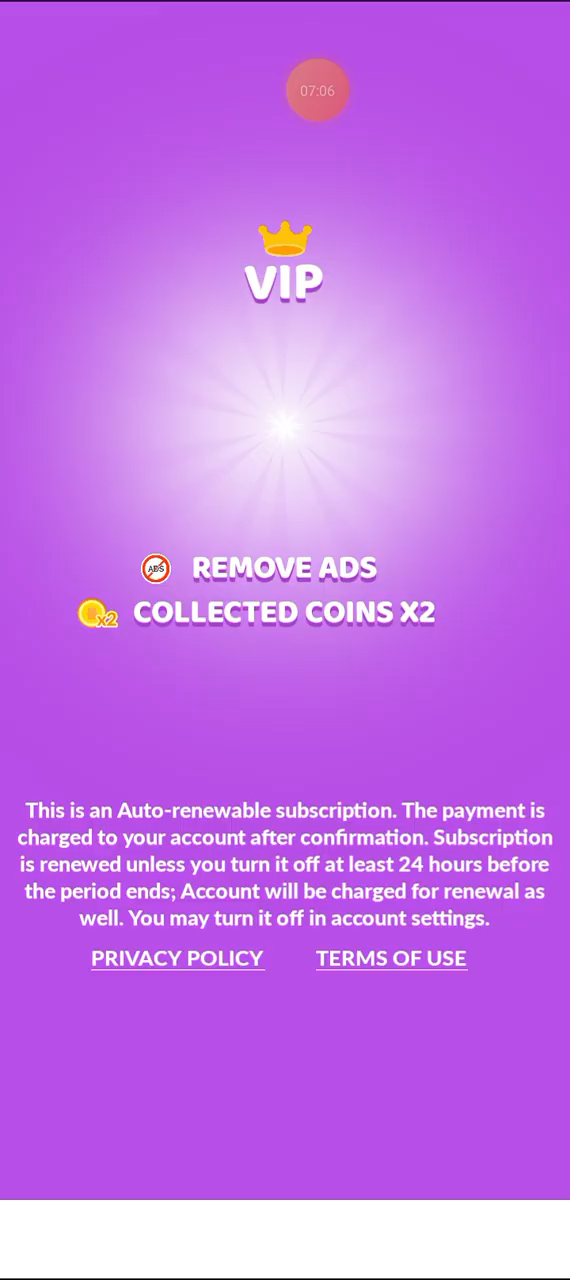 07:06
VIP
ADS REMOVE ADS
x2 COLLECTED COINS X2
This is an Auto-renewable subscription. The payment is
charged to your account after confirmation. Subscription
is renewed unless you turn it off at least 24 hours before
the period ends; Account will be charged for renewal as
well. You may turn it off in account settings.
PRIVACY POLICY TERMS OF USE